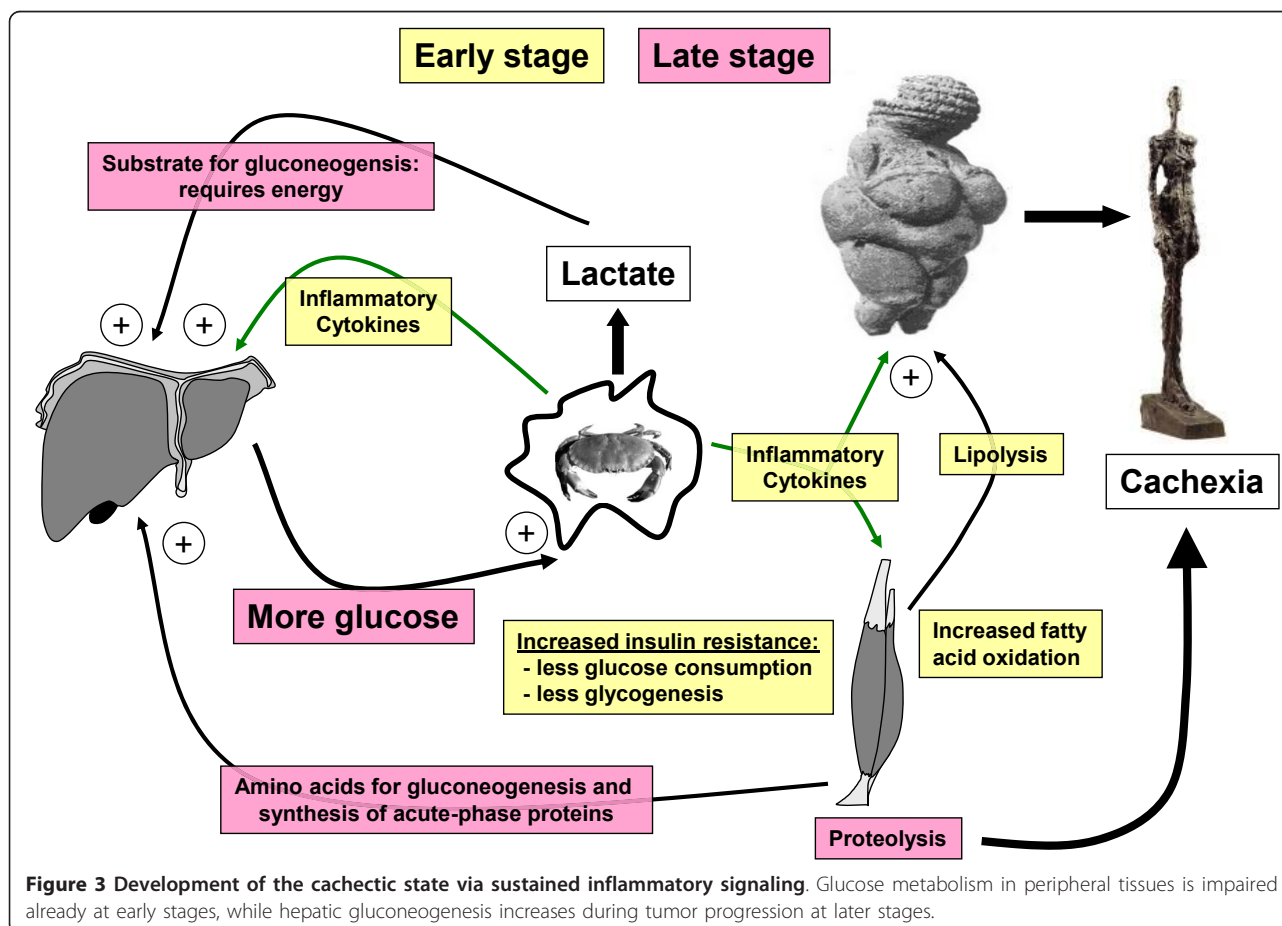 Early stage
Late stage
Substrate for gluconeogensis:
requires energy
Inflammatory
Cytokines
Lactate
+
+
+
+
+
Inflammatory
Cytokines
Lipolysis
Cachexia
More glucose
Increased insulin resistance:
- less glucose consumption
- less glycogenesis
Increased fatty
acid oxidation
Amino acids for gluconeogenesis and
synthesis of acute-phase proteins
Proteolysis
Figure 3 Development of the cachectic state via sustained inflammatory signaling. Glucose metabolism in peripheral tissues is impaired
already at early stages, while hepatic gluconeogenesis increases during tumor progression at later stages.